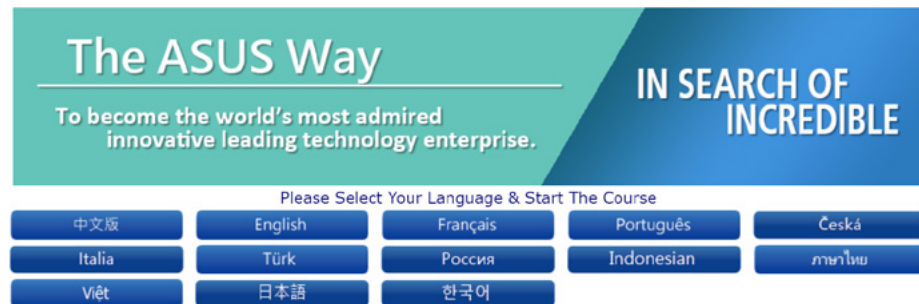 The ASUS Way
To become the world's most admired
innovative leading technology enterprise.
IN SEARCH OF
INCREDIBLE
Please Select Your Language & Start The Course
中文版 English Français Português Česká
Italia Türk Россия Indonesian ภาษาไทย
Việt 日本語 한국어